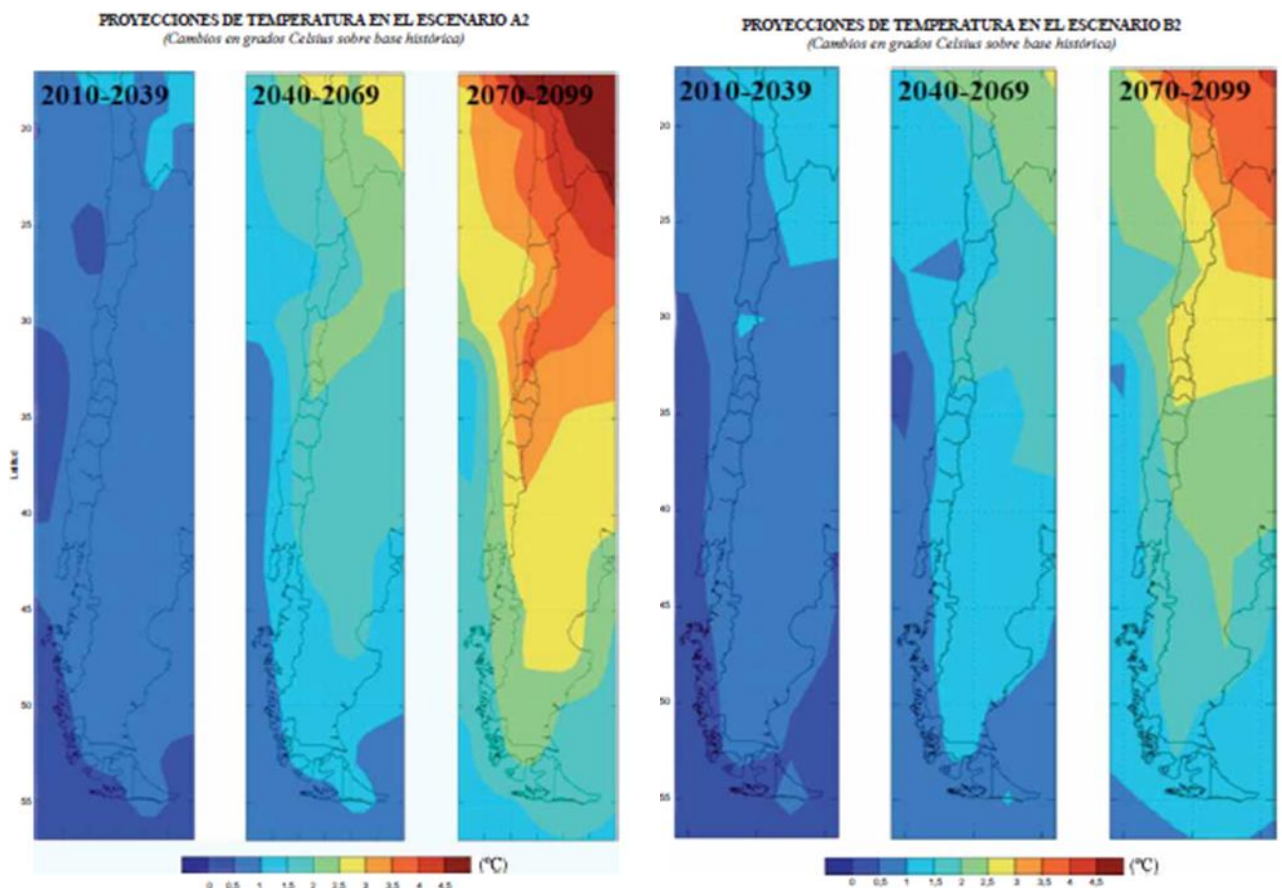 PROYECCIONES DE TEMPERATURA EN EL ESCENARIO A2
(Cambios en grados Celsius sobre base histórica)
2010-2039
2040-2069
2070-2099
20
25
30
35
40
45
50
55
Latitud
0 0,5 1 1,5 2 2,5 3 3,5 4 4,5
(ºC)
PROYECCIONES DE TEMPERATURA EN EL ESCENARIO B2
(Cambios en grados Celsius sobre base histórica)
2010-2039
2040-2069
2070-2099
20
25
30
35
40
45
50
55
0 0,5 1 1,5 2 2,5 3 3,5 4 4,5
(ºC)